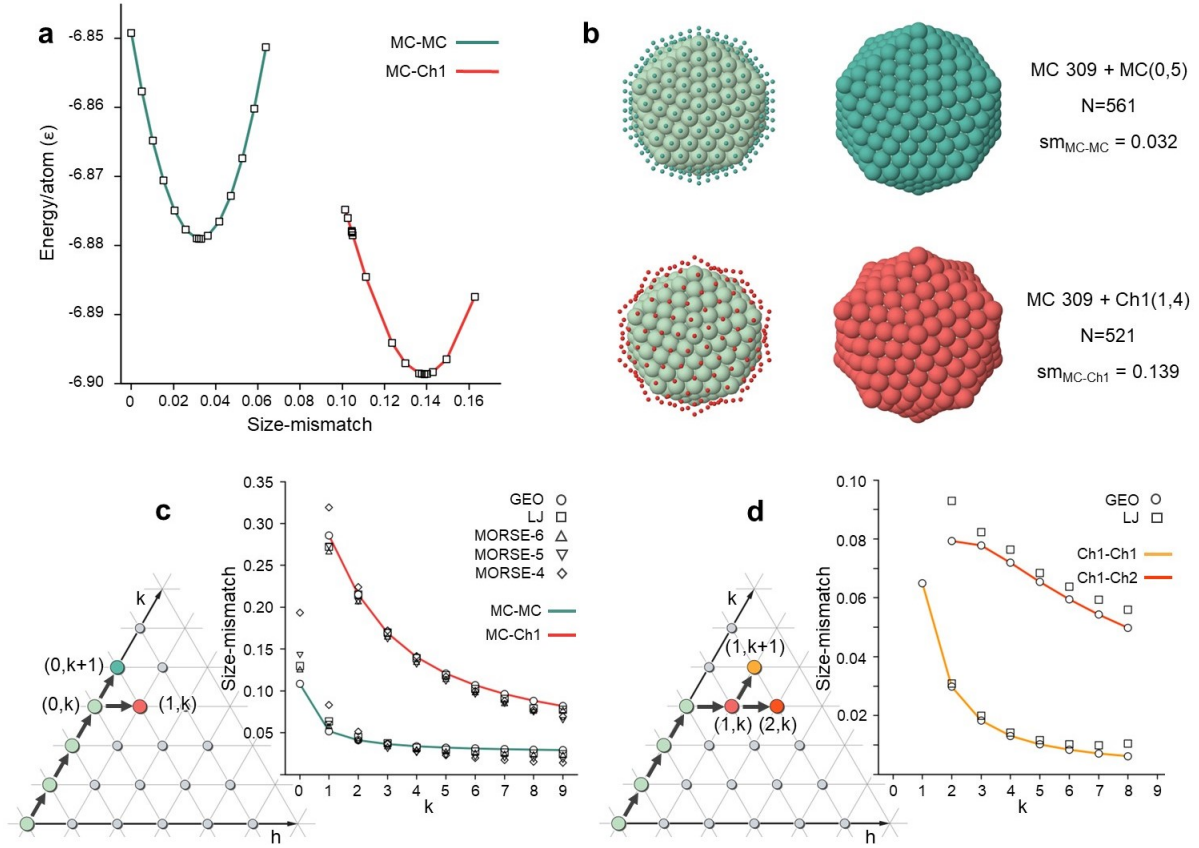 a
Energy/atom (ε)
-6.85
-6.86
-6.87
-6.88
-6.89
-6.90
0 0.02 0.04 0.06 0.08 0.10 0.12 0.14 0.16
Size-mismatch
MC-MC
MC-Ch1
b
MC 309 + MC(0,5)
N=561
sm_MC-MC = 0.032
MC 309 + Ch1(1,4)
N=521
sm_MC-Ch1 = 0.139
c
k
(0,k+1)
(0,k)
(1,k)
h
Size-mismatch
0.35
0.30
0.25
0.20
0.15
0.10
0.05
0 1 2 3 4 5 6 7 8 9
k
GEO
LJ
MORSE-6
MORSE-5
MORSE-4
MC-MC
MC-Ch1
d
k
(1,k+1)
(1,k)
(2,k)
h
Size-mismatch
0.10
0.08
0.06
0.04
0.02
0 1 2 3 4 5 6 7 8 9
k
GEO
LJ
Ch1-Ch1
Ch1-Ch2